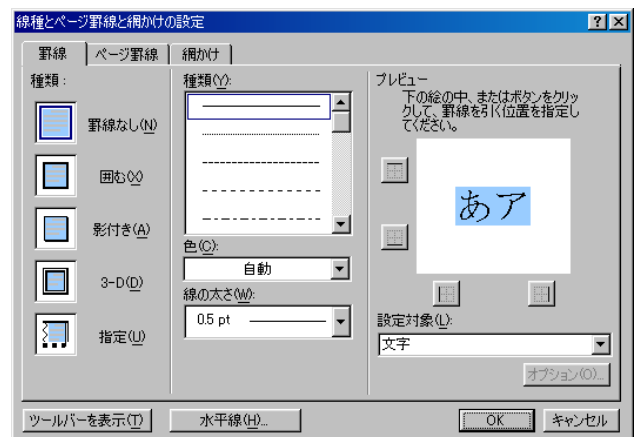 線種とページ罫線と網かけの設定
罫線
ページ罫線
網かけ
種類:
罫線なし(N)
囲む(X)
影付き(A)
3-D(D)
指定(U)
種類(Y):
色(C):
自動
線の太さ(W):
0.5 pt
プレビュー
下の絵の中、またはボタンをクリッ
クして、罫線を引く位置を指定し
てください。
あア
設定対象(L):
文字
オプション(O)...
ツールバーを表示(T)
水平線(H)...
OK
キャンセル